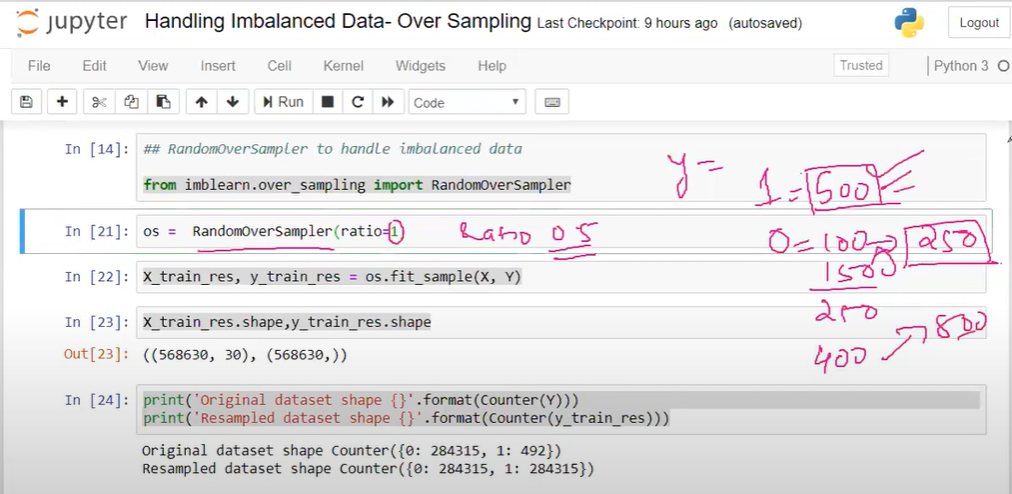 jupyter Handling Imbalanced Data- Over Sampling Last Checkpoint: 9 hours ago (autosaved)
Logout
File Edit View Insert Cell Kernel Widgets Help
Trusted
Python 3
Run
Code
In [14]: ## RandomOverSampler to handle imbalanced data
from imblearn.over_sampling import RandomOverSampler
y =
1 = 500 =
In [21]: os = RandomOverSampler(ratio=1)
Ratio 0 5
0 = 100 250
150
250
400 800
In [22]: X_train_res, y_train_res = os.fit_sample(X, Y)
In [23]: X_train_res.shape,y_train_res.shape
Out[23]: ((568630, 30), (568630,))
In [24]: print('Original dataset shape {}'.format(Counter(Y)))
print('Resampled dataset shape {}'.format(Counter(y_train_res)))
Original dataset shape Counter({0: 284315, 1: 492})
Resampled dataset shape Counter({0: 284315, 1: 284315})